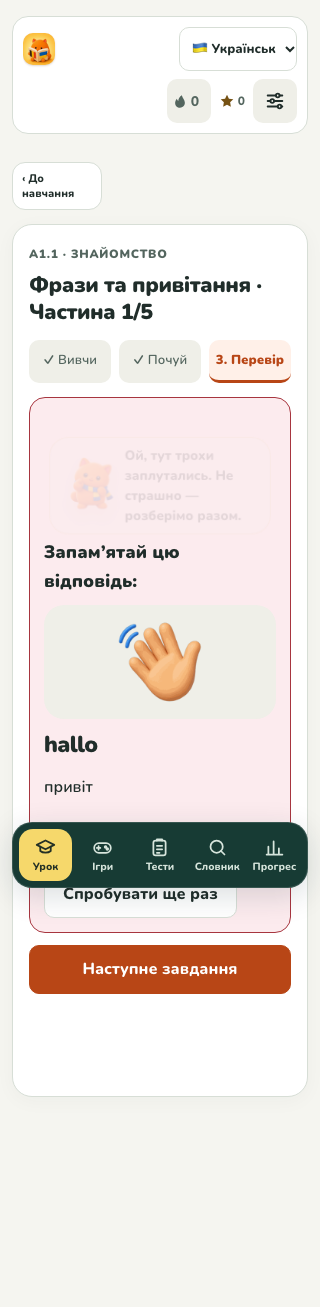 Українськ
0
0
‹ До
навчання
A1.1 · ЗНАЙОМСТВО
Фрази та привітання ·
Частина 1/5
✓ Вивчи
✓ Почуй
3. Перевір
Ой, тут трохи
заплутались. Не
страшно —
розберімо разом.
Запам’ятай цю
відповідь:
hallo
привіт
Урок
Ігри
Тести
Словник
Прогрес
Спробувати ще раз
Наступне завдання